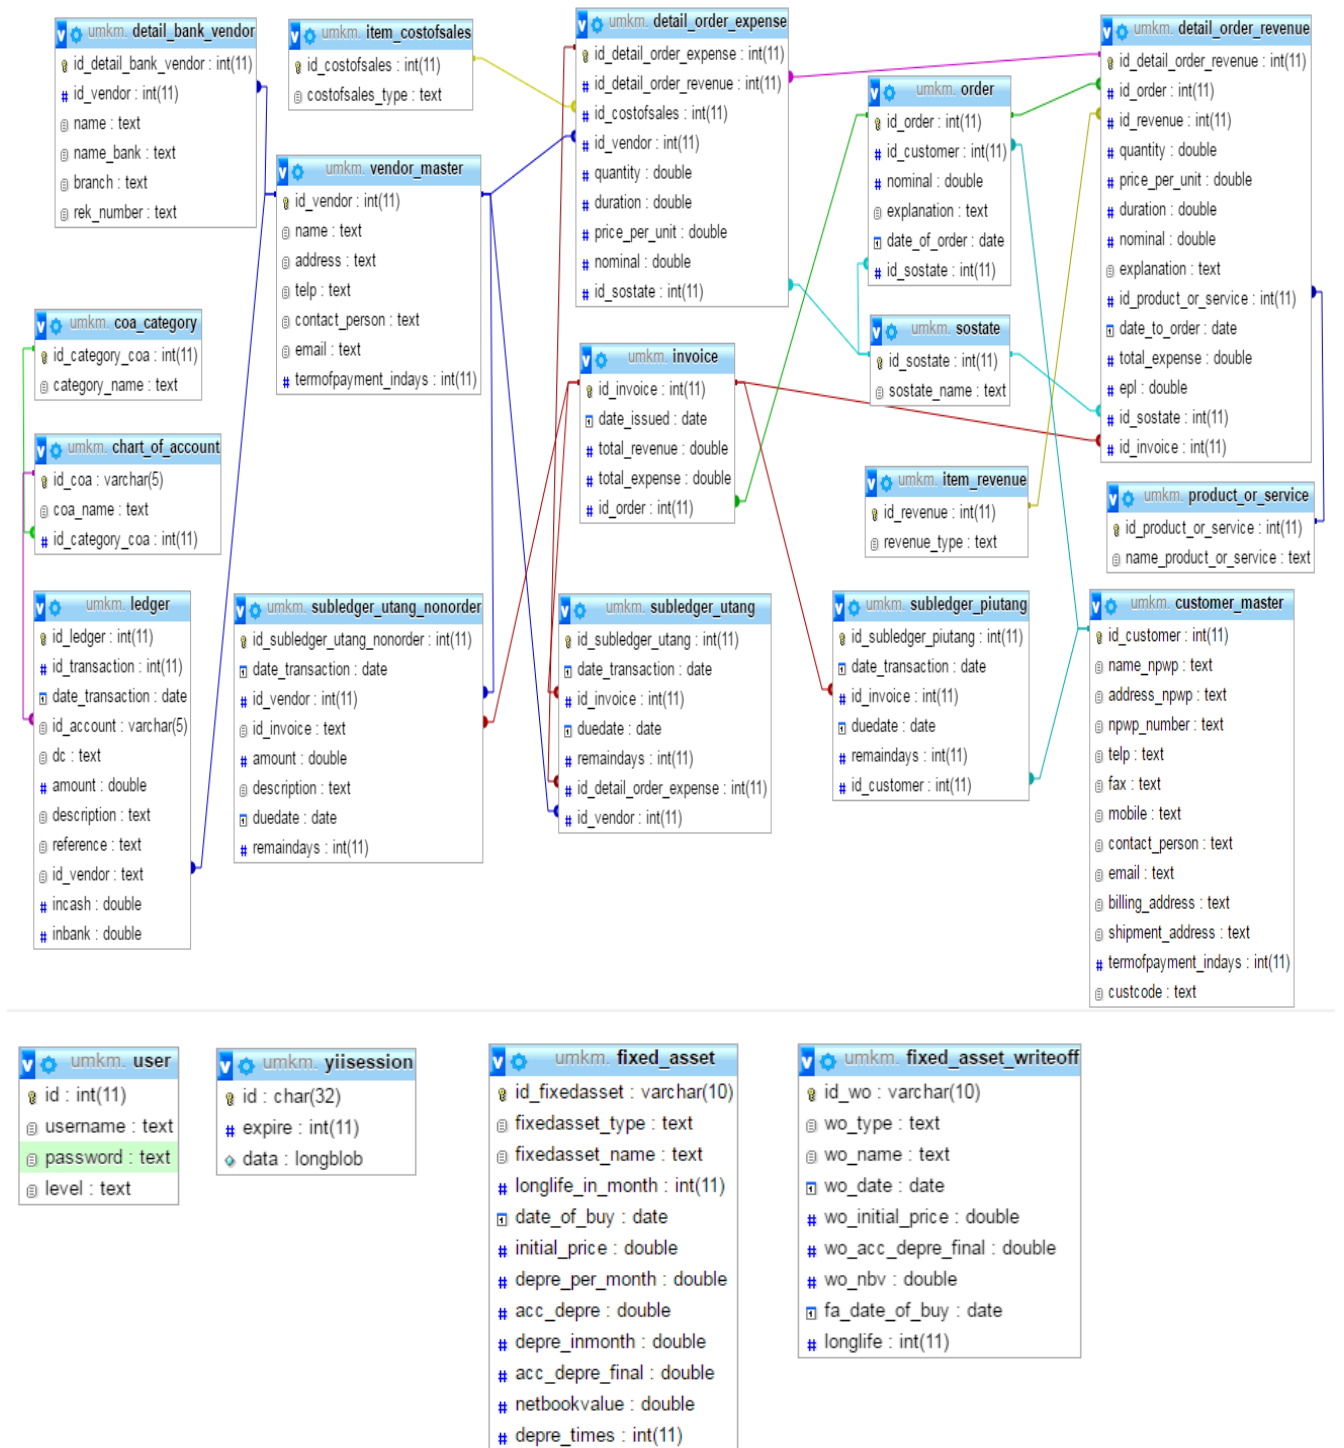 umkm. detail_bank_vendor
id_detail_bank_vendor : int(11)
id_vendor : int(11)
name : text
name_bank : text
branch : text
rek_number : text
umkm. item_costofsales
id_costofsales : int(11)
costofsales_type : text
umkm. detail_order_expense
id_detail_order_expense : int(11)
id_detail_order_revenue : int(11)
id_costofsales : int(11)
id_vendor : int(11)
quantity : double
duration : double
price_per_unit : double
nominal : double
id_sostate : int(11)
umkm. order
id_order : int(11)
id_customer : int(11)
nominal : double
explanation : text
date_of_order : date
id_sostate : int(11)
umkm. detail_order_revenue
id_detail_order_revenue : int(11)
id_order : int(11)
id_revenue : int(11)
quantity : double
price_per_unit : double
duration : double
nominal : double
explanation : text
id_product_or_service : int(11)
date_to_order : date
total_expense : double
epl : double
id_sostate : int(11)
id_invoice : int(11)
umkm. vendor_master
id_vendor : int(11)
name : text
address : text
telp : text
contact_person : text
email : text
termofpayment_indays : int(11)
umkm. coa_category
id_category_coa : int(11)
category_name : text
umkm. invoice
id_invoice : int(11)
date_issued : date
total_revenue : double
total_expense : double
id_order : int(11)
umkm. sostate
id_sostate : int(11)
sostate_name : text
umkm. chart_of_account
id_coa : varchar(5)
coa_name : text
id_category_coa : int(11)
umkm. item_revenue
id_revenue : int(11)
revenue_type : text
umkm. product_or_service
id_product_or_service : int(11)
name_product_or_service : text
umkm. ledger
id_ledger : int(11)
id_transaction : int(11)
date_transaction : date
id_account : varchar(5)
dc : text
amount : double
description : text
reference : text
id_vendor : text
incash : double
inbank : double
umkm. subledger_utang_nonorder
id_subledger_utang_nonorder : int(11)
date_transaction : date
id_vendor : int(11)
id_invoice : text
amount : double
description : text
duedate : date
remaindays : int(11)
umkm. subledger_utang
id_subledger_utang : int(11)
date_transaction : date
id_invoice : int(11)
duedate : date
remaindays : int(11)
id_detail_order_expense : int(11)
id_vendor : int(11)
umkm. subledger_piutang
id_subledger_piutang : int(11)
date_transaction : date
id_invoice : int(11)
duedate : date
remaindays : int(11)
id_customer : int(11)
umkm. customer_master
id_customer : int(11)
name_npwp : text
address_npwp : text
npwp_number : text
telp : text
fax : text
mobile : text
contact_person : text
email : text
billing_address : text
shipment_address : text
termofpayment_indays : int(11)
custcode : text
umkm. user
id : int(11)
username : text
password : text
level : text
umkm. yiisession
id : char(32)
expire : int(11)
data : longblob
umkm. fixed_asset
id_fixedasset : varchar(10)
fixedasset_type : text
fixedasset_name : text
longlife_in_month : int(11)
date_of_buy : date
initial_price : double
depre_per_month : double
acc_depre : double
depre_inmonth : double
acc_depre_final : double
netbookvalue : double
depre_times : int(11)
umkm. fixed_asset_writeoff
id_wo : varchar(10)
wo_type : text
wo_name : text
wo_date : date
wo_initial_price : double
wo_acc_depre_final : double
wo_nbv : double
fa_date_of_buy : date
longlife : int(11)